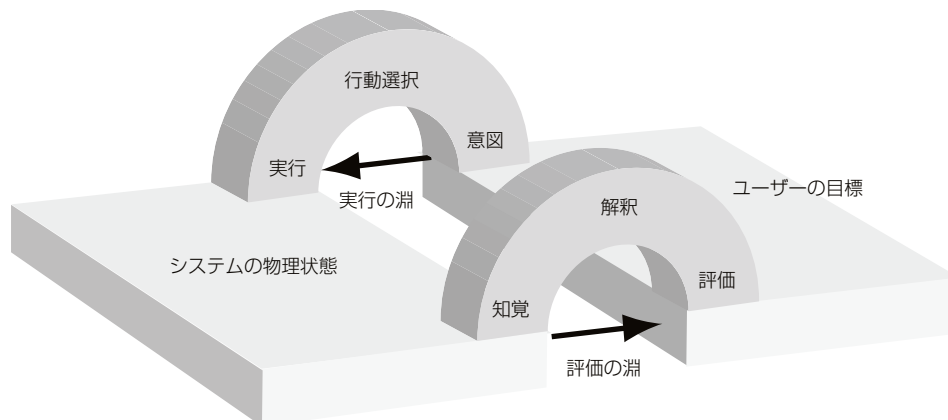 行動選択
意図
実行
実行の淵
ユーザーの目標
解釈
システムの物理状態
評価
知覚
評価の淵